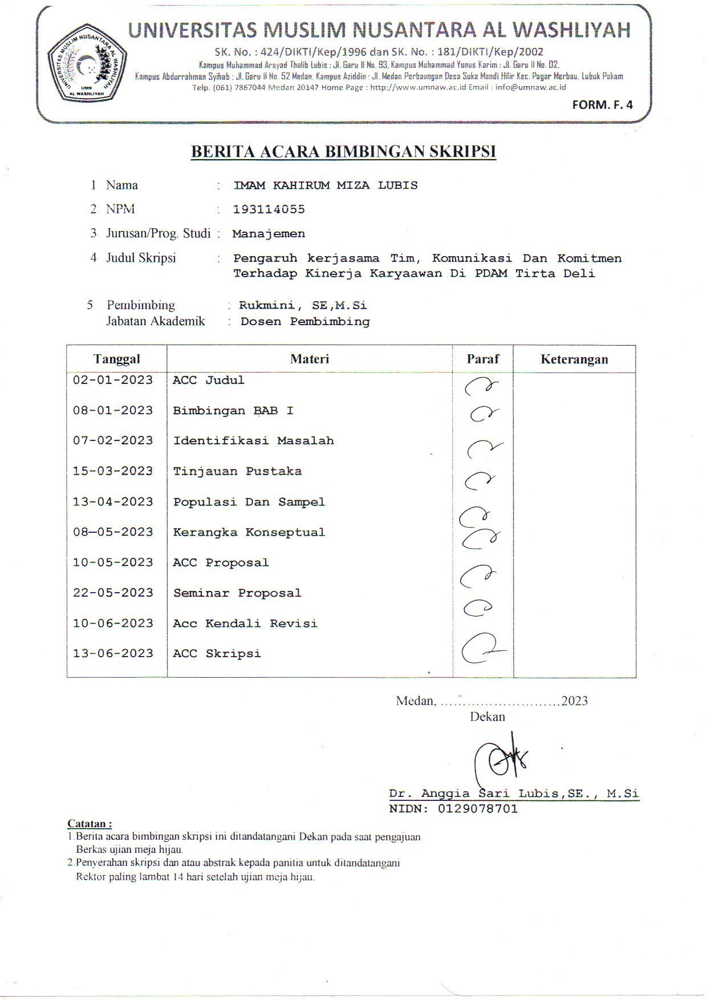 UNIVERSITAS MUSLIM NUSANTARA AL WASHLIYAH
SK. No. : 424/DIKTI/Kep/1996 dan SK. No. : 181/DIKTI/Kep/2002
Kampus Muhammad Arsyad Thalib Lubis : Jl. Garu II No. 93, Kampus Muhammad Yunus Karim : Jl. Garu II No. 02,
Kampus Abdurrahman Syihab : Jl. Garu II No. 52 Medan, Kampus Aziddin : Jl. Medan Perbaungan Desa Suka Mandi Hilir Kec. Pagar Merbau, Lubuk Pakam
Telp. (061) 7867044 Medan 20147 Home Page : http://www.umnaw.ac.id Email : info@umnaw.ac.id
UNIVERSITAS MUSLIM NUSANTARA AL WASHLIYAH
UMN
AL WASHLIYAH
FORM. F. 4
BERITA ACARA BIMBINGAN SKRIPSI
1 Nama : IMAM KAHIRUM MIZA LUBIS
2 NPM : 193114055
3 Jurusan/Prog. Studi : Manajemen
4 Judul Skripsi : Pengaruh kerjasama Tim, Komunikasi Dan Komitmen
Terhadap Kinerja Karyaawan Di PDAM Tirta Deli
5 Pembimbing : Rukmini, SE,M.Si
Jabatan Akademik : Dosen Pembimbing
Tanggal Materi Paraf Keterangan
02-01-2023 ACC Judul
08-01-2023 Bimbingan BAB I
07-02-2023 Identifikasi Masalah
15-03-2023 Tinjauan Pustaka
13-04-2023 Populasi Dan Sampel
08—05-2023 Kerangka Konseptual
10-05-2023 ACC Proposal
22-05-2023 Seminar Proposal
10-06-2023 Acc Kendali Revisi
13-06-2023 ACC Skripsi
Medan, ………………………2023
Dekan
Dr. Anggia Sari Lubis,SE., M.Si
NIDN: 0129078701
Catatan :
1.Berita acara bimbingan skripsi ini ditandatangani Dekan pada saat pengajuan
Berkas ujian meja hijau.
2.Penyerahan skripsi dan atau abstrak kepada panitia untuk ditandatangani
Rektor paling lambat 14 hari setelah ujian meja hijau.